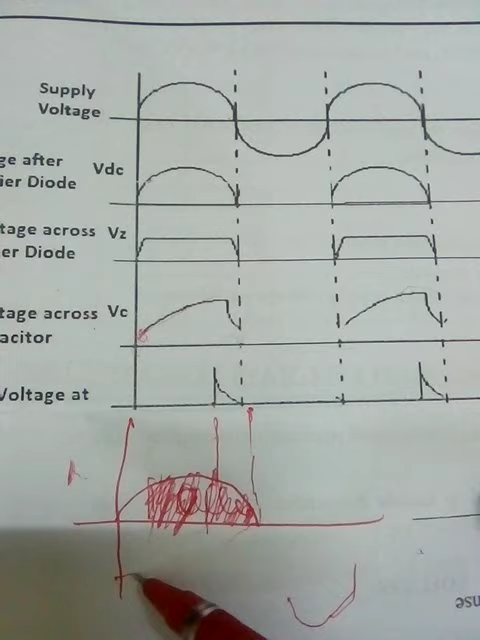 Supply
Voltage
ge after Vdc
ier Diode
tage across Vz
er Diode
tage across Vc
acitor
Voltage at